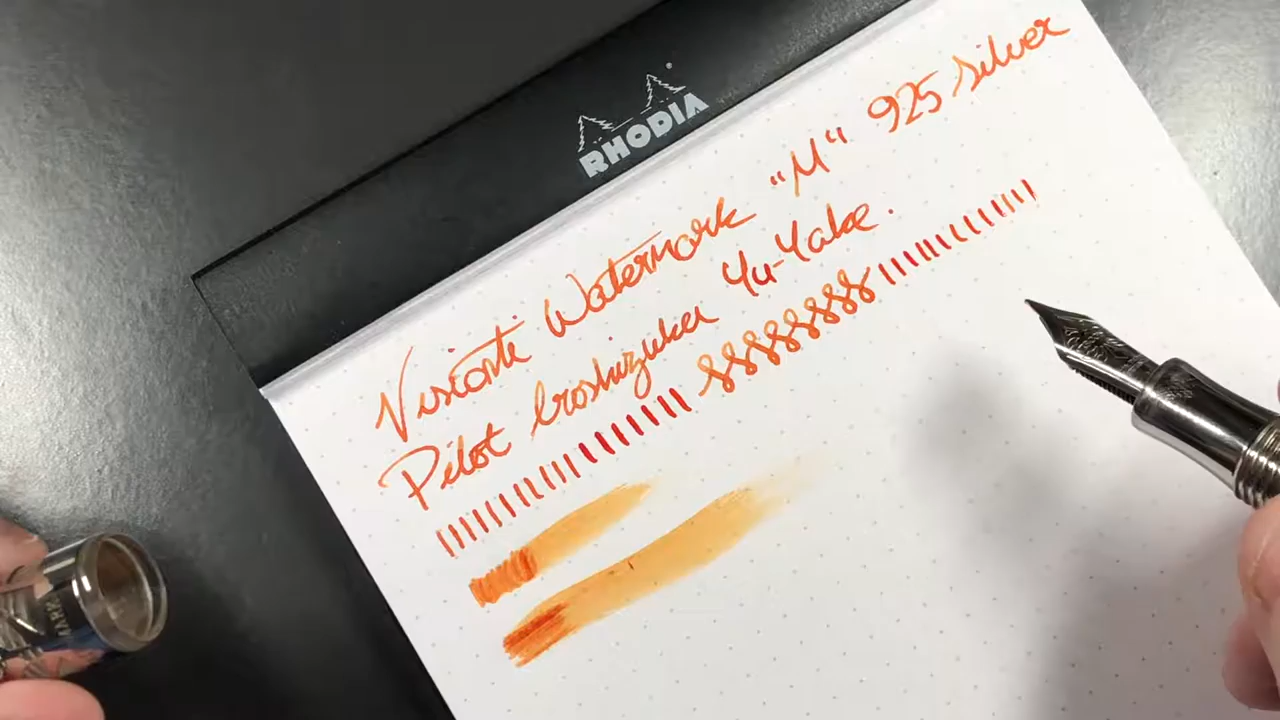 RHODIA
Visconti Watermark "M" 925 Silver
Pilot Iroshizuku Yu-Yake.